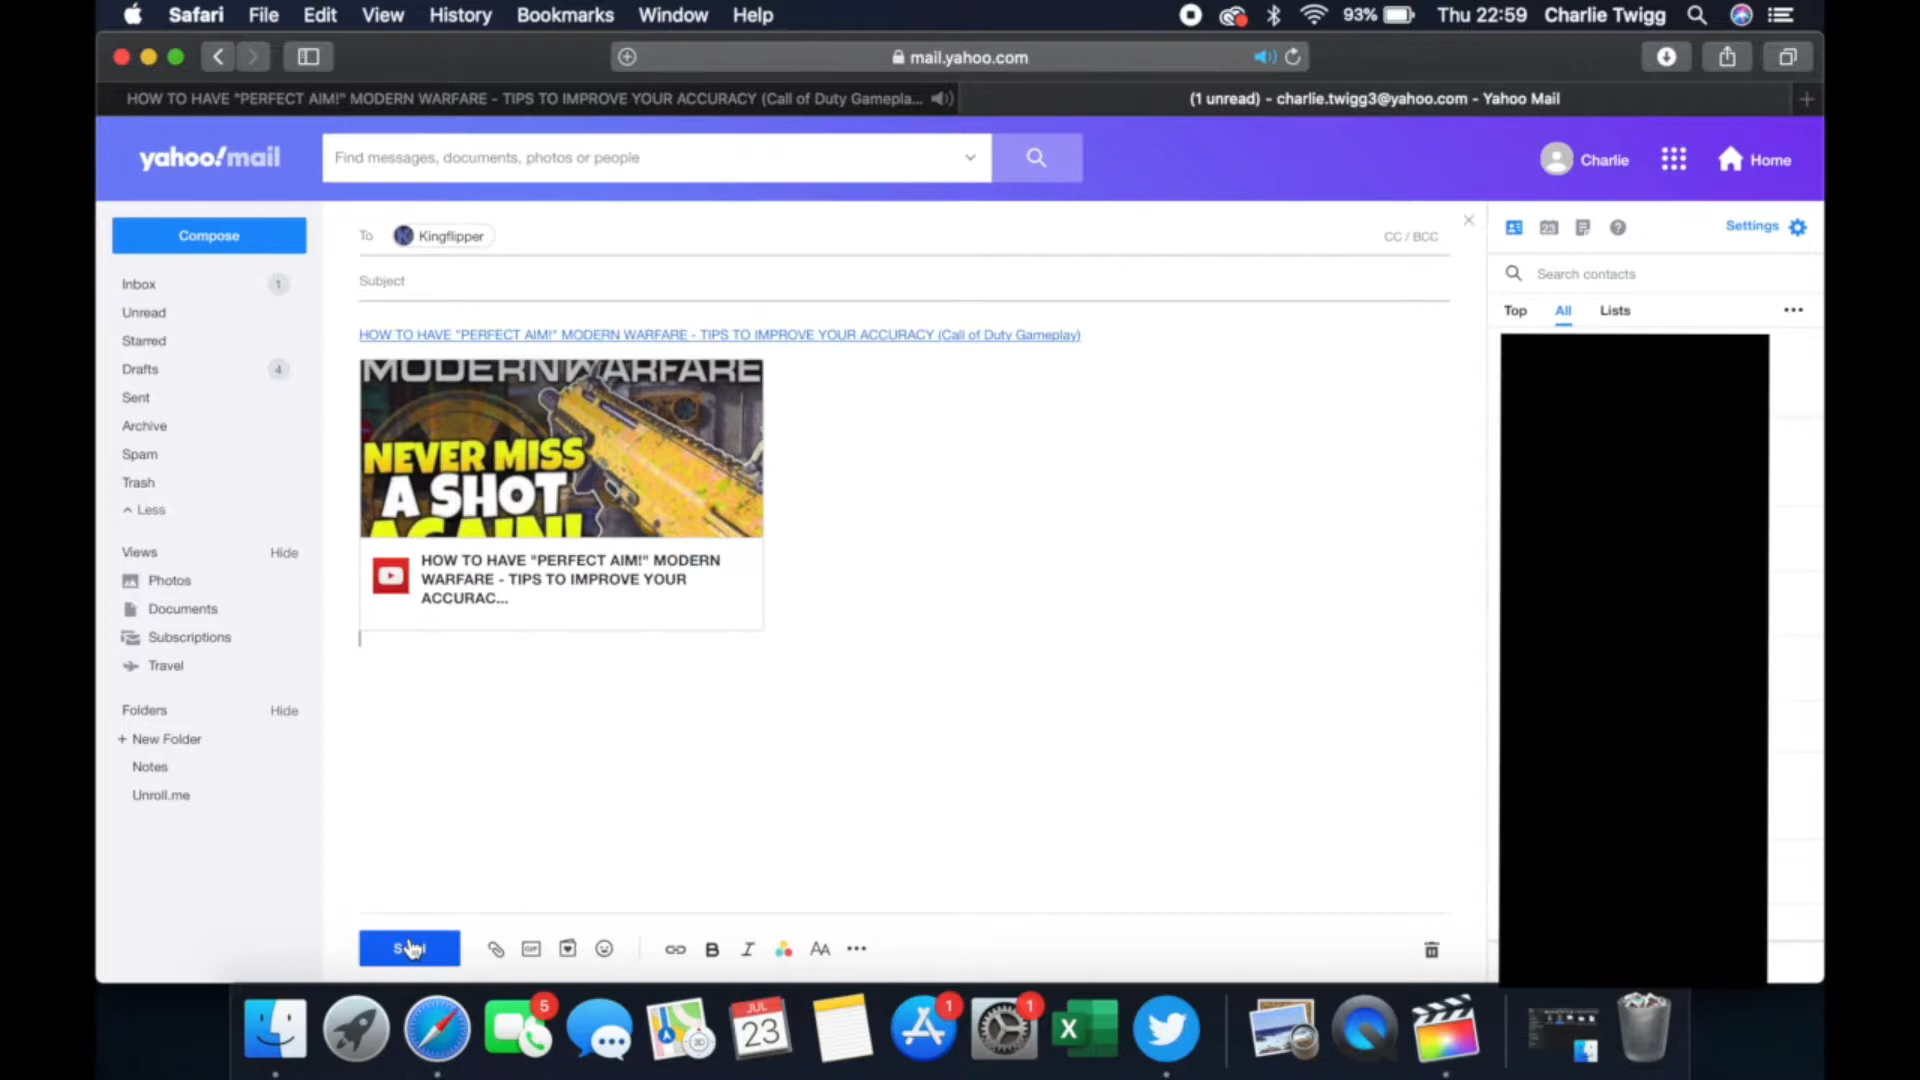 Safari File Edit View History Bookmarks Window Help 93% Thu 22:59 Charlie Twigg
mail.yahoo.com
HOW TO HAVE "PERFECT AIM!" MODERN WARFARE - TIPS TO IMPROVE YOUR ACCURACY (Call of Duty Gamepla...
(1 unread) - charlie.twigg3@yahoo.com - Yahoo Mail
yahoo!mail
Find messages, documents, photos or people
Charlie
Home
Compose
Inbox 1
Unread
Starred
Drafts 4
Sent
Archive
Spam
Trash
Less
Views Hide
Photos
Documents
Subscriptions
Travel
Folders Hide
+ New Folder
Notes
Unroll.me
To Kingflipper CC / BCC
Subject
HOW TO HAVE "PERFECT AIM!" MODERN WARFARE - TIPS TO IMPROVE YOUR ACCURACY (Call of Duty Gameplay)
MODERN WARFARE
NEVER MISS
A SHOT
AGAIN!
HOW TO HAVE "PERFECT AIM!" MODERN
WARFARE - TIPS TO IMPROVE YOUR
ACCURAC...
GIF
B I AA
23
Settings
Search contacts
Top All Lists
5
3D
JUL
23
1
1
X